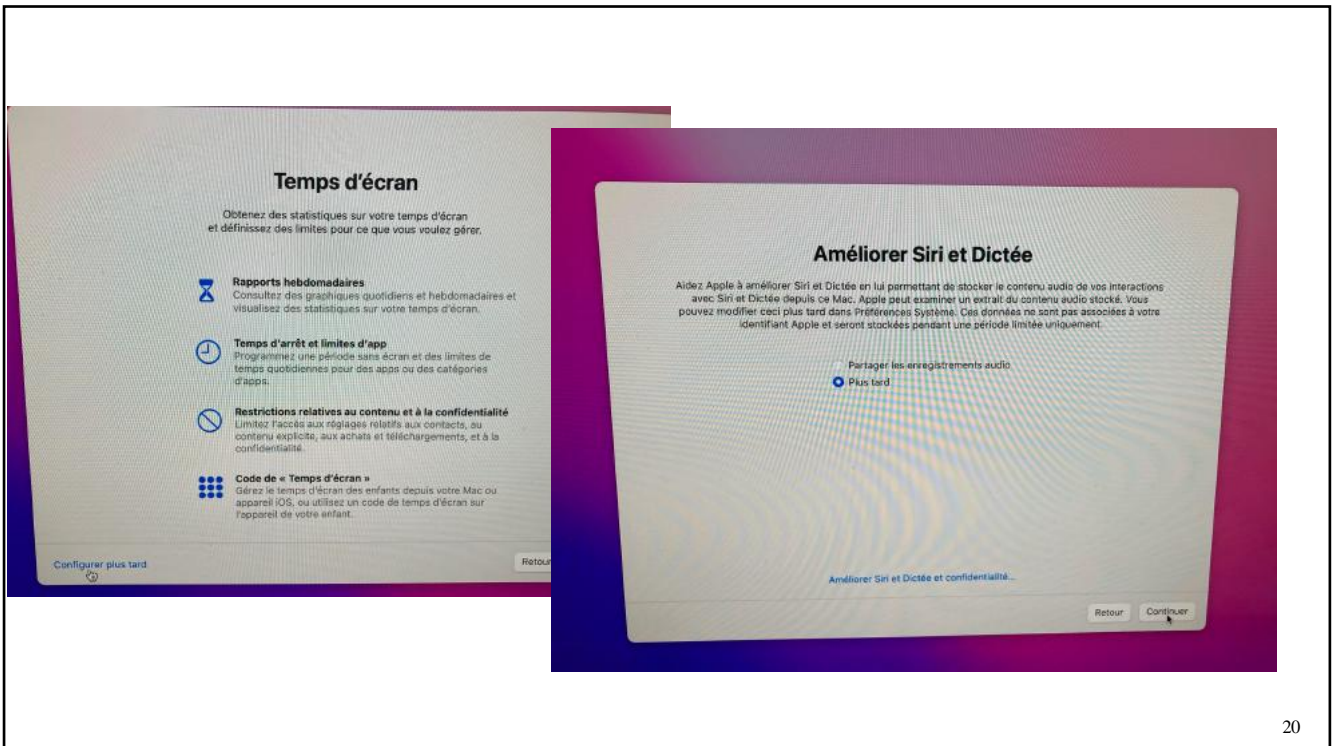 Temps d'écran
Obtenez des statistiques sur votre temps d'écran
et définissez des limites pour ce que vous voulez gérer.
Rapports hebdomadaires
Consultez des graphiques quotidiens et hebdomadaires et
visualisez des statistiques sur votre temps d'écran.
Temps d'arrêt et limites d'app
Programmez une période sans écran et des limites de
temps quotidiennes pour des apps ou des catégories
d'apps.
Restrictions relatives au contenu et à la confidentialité
Limitez l'accès aux réglages relatifs aux contacts, au
contenu explicite, aux achats et téléchargements, et à la
confidentialité.
Code de « Temps d'écran »
Gérez le temps d'écran des enfants depuis votre Mac ou
appareil iOS, ou utilisez un code de temps d'écran sur
l'appareil de votre enfant.
Configurer plus tard
Retour
Améliorer Siri et Dictée
Aidez Apple à améliorer Siri et Dictée en lui permettant de stocker le contenu audio de vos interactions
avec Siri et Dictée depuis ce Mac. Apple peut examiner un extrait du contenu audio stocké. Vous
pouvez modifier ceci plus tard dans Préférences Système. Ces données ne sont pas associées à votre
identifiant Apple et seront stockées pendant une période limitée uniquement.
Partager les enregistrements audio
Plus tard
Améliorer Siri et Dictée et confidentialité...
Retour
Continuer
20